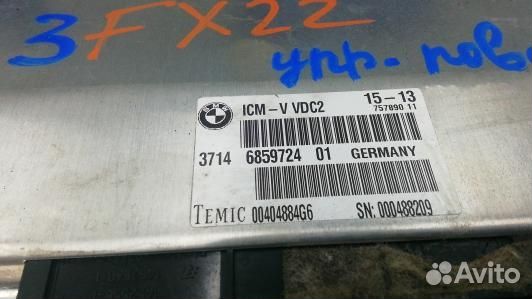 3FX22
упр-пов
BMW
ICM-V VDC2
15-13
757890 11
3714 6859724 01 GERMANY
TEMIC 00404884G6 SN: 000488209
Avito